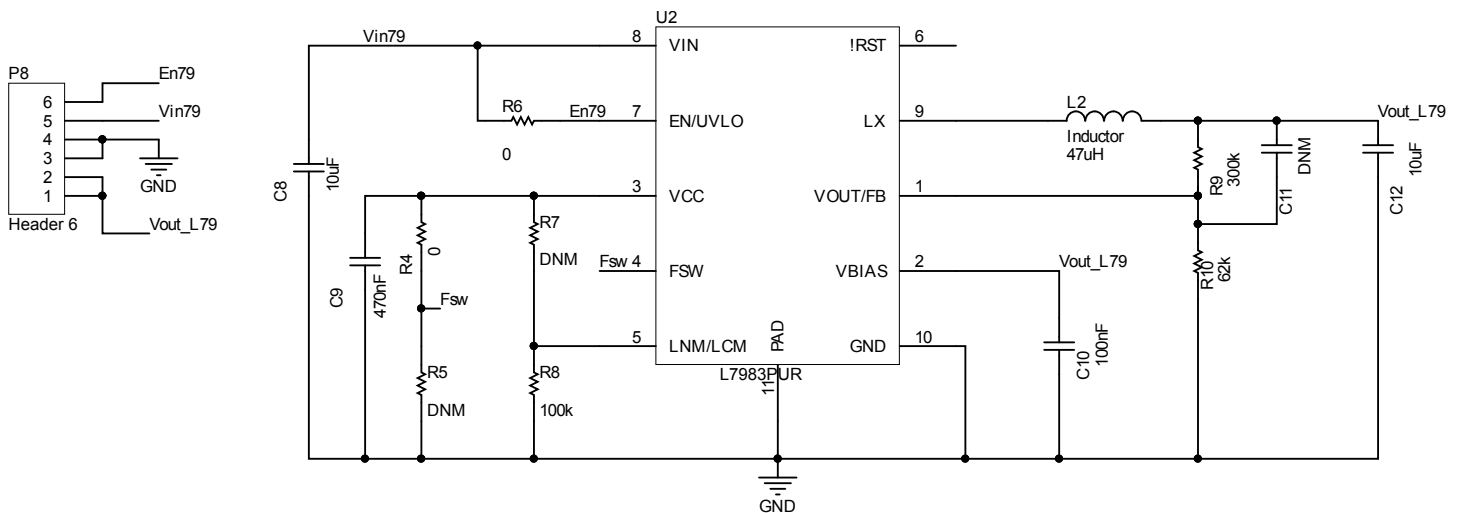 P8
6
5
4
3
2
1
Header 6
En79
Vin79
GND
Vout_L79
Vin79
C8
10uF
R6
0
En79
C9
470nF
R4
0
Fsw
R5
DNM
R7
DNM
R8
100k
Fsw
U2
8
VIN
7
EN/UVLO
3
VCC
4
FSW
5
LNM/LCM
!RST
6
LX
9
VOUT/FB
1
VBIAS
2
GND
10
PAD
11
L7983PUR
GND
L2
Inductor
47uH
Vout_L79
R9
300k
C11
DNM
C12
10uF
R10
62k
Vout_L79
C10
100nF